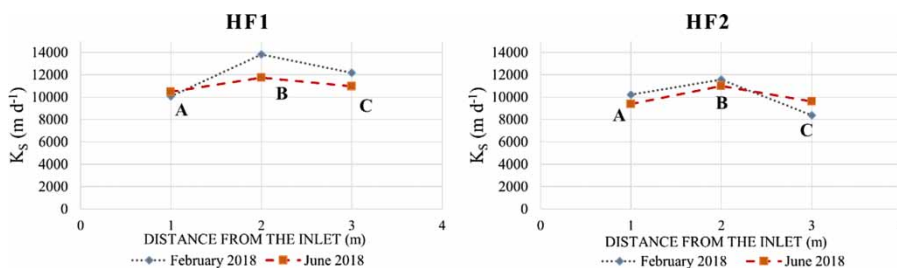 HF1
14000
12000
10000
8000
6000
4000
2000
0
K_S (m d⁻¹)
A
B
C
0 1 2 3 4
DISTANCE FROM THE INLET (m)
February 2018 June 2018
HF2
14000
12000
10000
8000
6000
4000
2000
0
K_S (m d⁻¹)
A
B
C
0 1 2 3
DISTANCE FROM THE INLET (m)
February 2018 June 2018